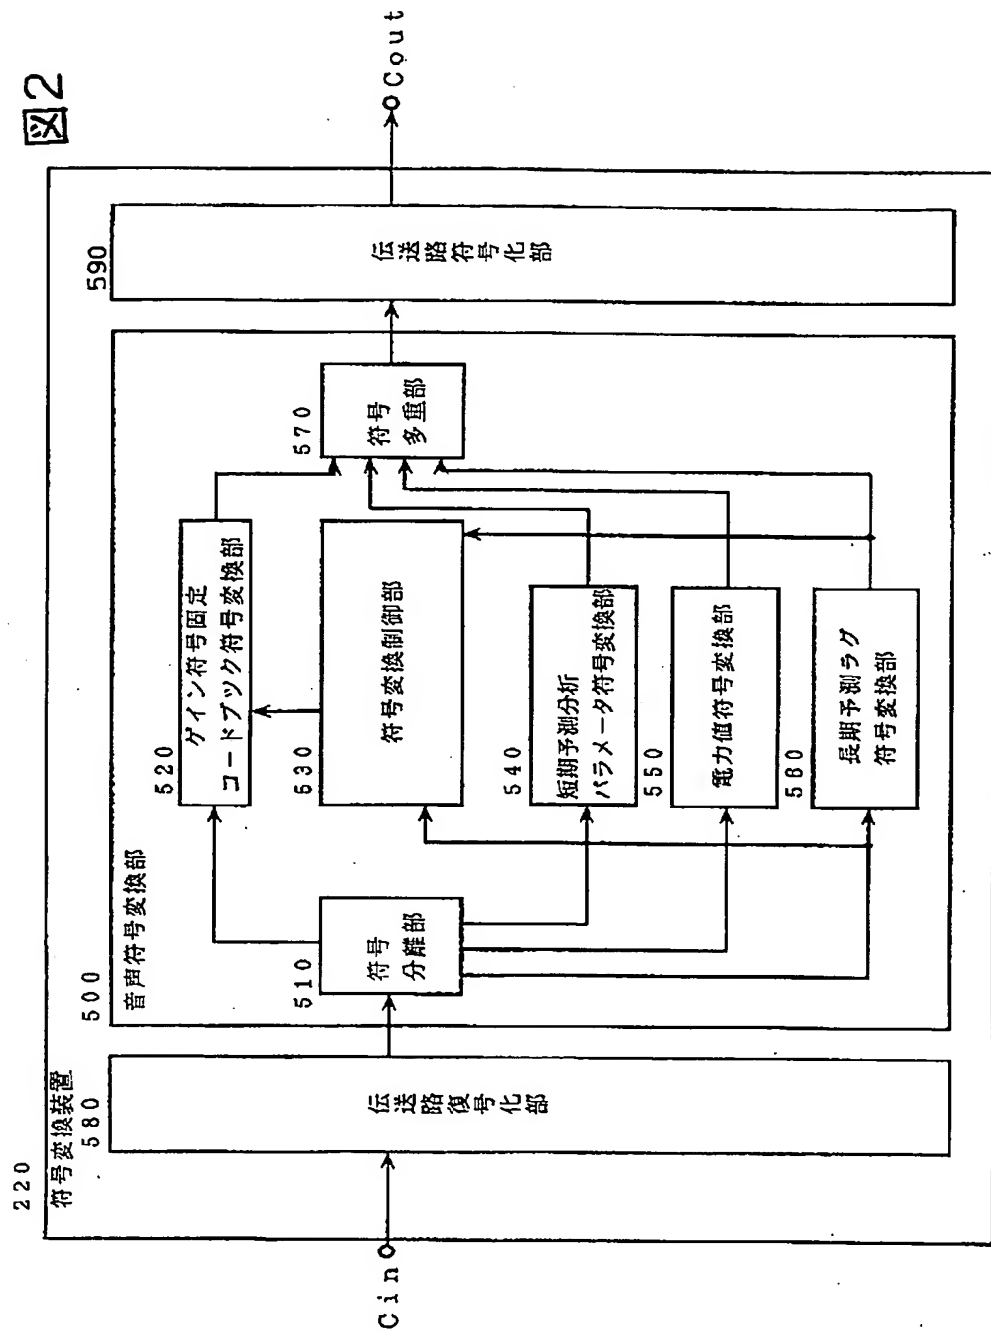 図2
220
符号変換装置
580
伝送路復号化部
500
音声符号変換部
510
符号
分離部
520
ゲイン符号固定
コードブック符号変換部
530
符号変換制御部
540
短期予測分析
パラメータ符号変換部
550
電力値符号変換部
580
長期予測ラグ
符号変換部
570
符号
多重部
590
伝送路符号化部
Cin
Cout